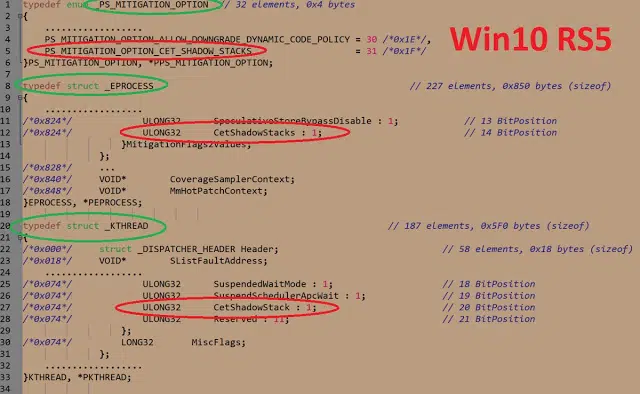 1 typedef enum PS_MITIGATION_OPTION // 32 elements, 0x4 bytes
2 {
3 ..................
4 PS_MITIGATION_OPTION_ALLOW_DOWNGRADE_DYNAMIC_CODE_POLICY = 30 /*0x1E*/,
5 PS_MITIGATION_OPTION_CET_SHADOW_STACKS = 31 /*0x1F*/
6 }PS_MITIGATION_OPTION, *PPS_MITIGATION_OPTION;
Win10 RS5
7
8 typedef struct _EPROCESS // 227 elements, 0x850 bytes (sizeof)
9 {
10 ..................
11 /*0x824*/ ULONG32 SpeculativeStoreBypassDisable : 1; // 13 BitPosition
12 /*0x824*/ ULONG32 CetShadowStacks : 1; // 14 BitPosition
13 }MitigationFlags2Values;
14 };
15 /*0x828*/ ...
16 /*0x840*/ VOID* CoverageSamplerContext;
17 /*0x848*/ VOID* MmHotPatchContext;
18 }EPROCESS, *PEPROCESS;
19
20 typedef struct _KTHREAD // 187 elements, 0x5F0 bytes (sizeof)
21 {
22 /*0x000*/ struct _DISPATCHER_HEADER Header; // 58 elements, 0x18 bytes (sizeof)
23 /*0x018*/ VOID* SListFaultAddress;
24 ..................
25 /*0x074*/ ULONG32 SuspendedWaitMode : 1; // 18 BitPosition
26 /*0x074*/ ULONG32 SuspendSchedulerApcWait : 1; // 19 BitPosition
27 /*0x074*/ ULONG32 CetShadowStack : 1; // 20 BitPosition
28 /*0x074*/ ULONG32 Reserved : 11; // 21 BitPosition
29 };
30 /*0x074*/ LONG32 MiscFlags;
31 };
32 ..................
33 }KTHREAD, *PKTHREAD;
34